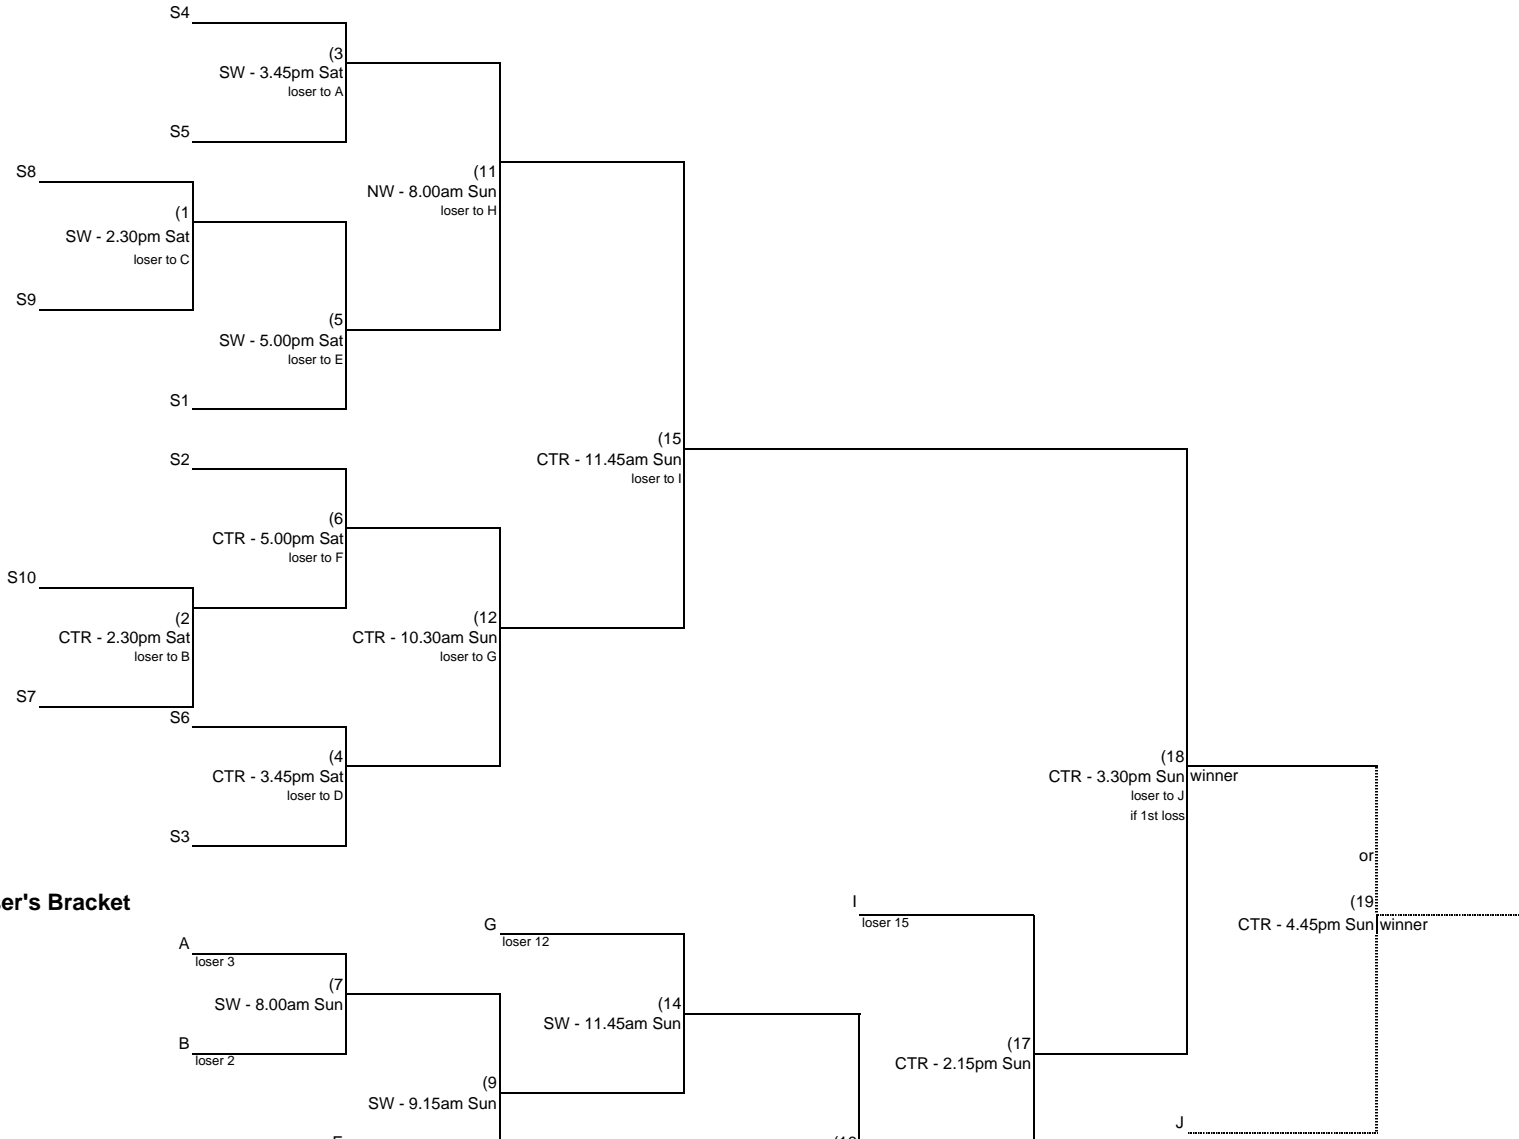 S4
(3
SW - 3.45pm Sat
loser to A
S5
S8
(11
NW - 8.00am Sun
loser to H
(1
SW - 2.30pm Sat
loser to C
S9
(5
SW - 5.00pm Sat
loser to E
S1
(15
CTR - 11.45am Sun
loser to I
S2
(6
CTR - 5.00pm Sat
loser to F
S10
(2
CTR - 2.30pm Sat
loser to B
(12
CTR - 10.30am Sun
loser to G
S7
S6
(4
CTR - 3.45pm Sat
loser to D
(18
CTR - 3.30pm Sun winner
loser to J
if 1st loss
S3
or
er's Bracket
I
loser 15
(19
CTR - 4.45pm Sun winner
G
loser 12
A
loser 3
(7
SW - 8.00am Sun
(14
SW - 11.45am Sun
B
loser 2
(17
CTR - 2.15pm Sun
(9
SW - 9.15am Sun
J